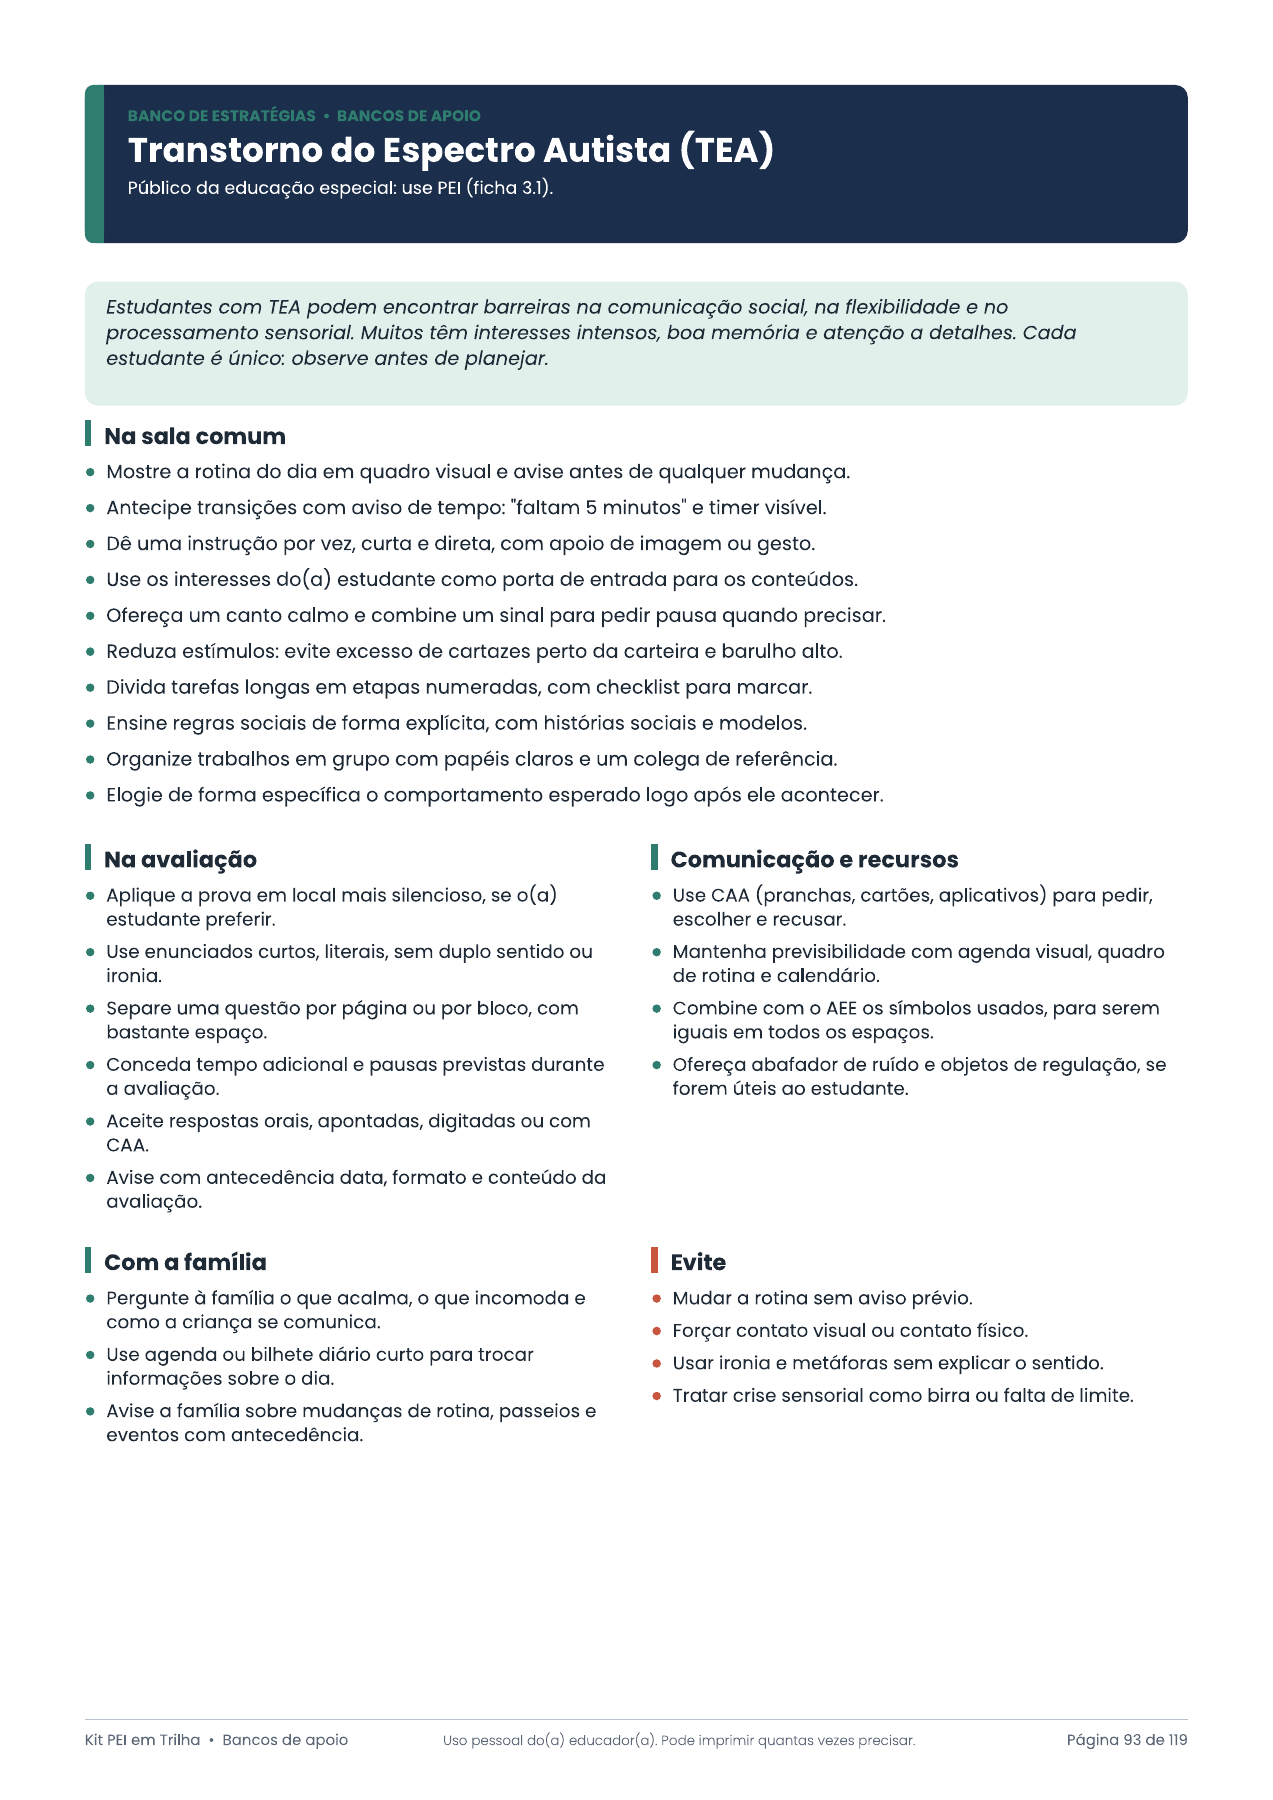 BANCO DE ESTRATÉGIAS • BANCOS DE APOIO
Transtorno do Espectro Autista (TEA)
Público da educação especial: use PEI (ficha 3.1).
Estudantes com TEA podem encontrar barreiras na comunicação social, na flexibilidade e no
processamento sensorial. Muitos têm interesses intensos, boa memória e atenção a detalhes. Cada
estudante é único: observe antes de planejar.
Na sala comum
• Mostre a rotina do dia em quadro visual e avise antes de qualquer mudança.
• Antecipe transições com aviso de tempo: "faltam 5 minutos" e timer visível.
• Dê uma instrução por vez, curta e direta, com apoio de imagem ou gesto.
• Use os interesses do(a) estudante como porta de entrada para os conteúdos.
• Ofereça um canto calmo e combine um sinal para pedir pausa quando precisar.
• Reduza estímulos: evite excesso de cartazes perto da carteira e barulho alto.
• Divida tarefas longas em etapas numeradas, com checklist para marcar.
• Ensine regras sociais de forma explícita, com histórias sociais e modelos.
• Organize trabalhos em grupo com papéis claros e um colega de referência.
• Elogie de forma específica o comportamento esperado logo após ele acontecer.
Na avaliação
• Aplique a prova em local mais silencioso, se o(a)
estudante preferir.
• Use enunciados curtos, literais, sem duplo sentido ou
ironia.
• Separe uma questão por página ou por bloco, com
bastante espaço.
• Conceda tempo adicional e pausas previstas durante
a avaliação.
• Aceite respostas orais, apontadas, digitadas ou com
CAA.
• Avise com antecedência data, formato e conteúdo da
avaliação.
Comunicação e recursos
• Use CAA (pranchas, cartões, aplicativos) para pedir,
escolher e recusar.
• Mantenha previsibilidade com agenda visual, quadro
de rotina e calendário.
• Combine com o AEE os símbolos usados, para serem
iguais em todos os espaços.
• Ofereça abafador de ruído e objetos de regulação, se
forem úteis ao estudante.
Com a família
• Pergunte à família o que acalma, o que incomoda e
como a criança se comunica.
• Use agenda ou bilhete diário curto para trocar
informações sobre o dia.
• Avise a família sobre mudanças de rotina, passeios e
eventos com antecedência.
Evite
• Mudar a rotina sem aviso prévio.
• Forçar contato visual ou contato físico.
• Usar ironia e metáforas sem explicar o sentido.
• Tratar crise sensorial como birra ou falta de limite.
Kit PEI em Trilha • Bancos de apoio
Uso pessoal do(a) educador(a). Pode imprimir quantas vezes precisar.
Página 93 de 119